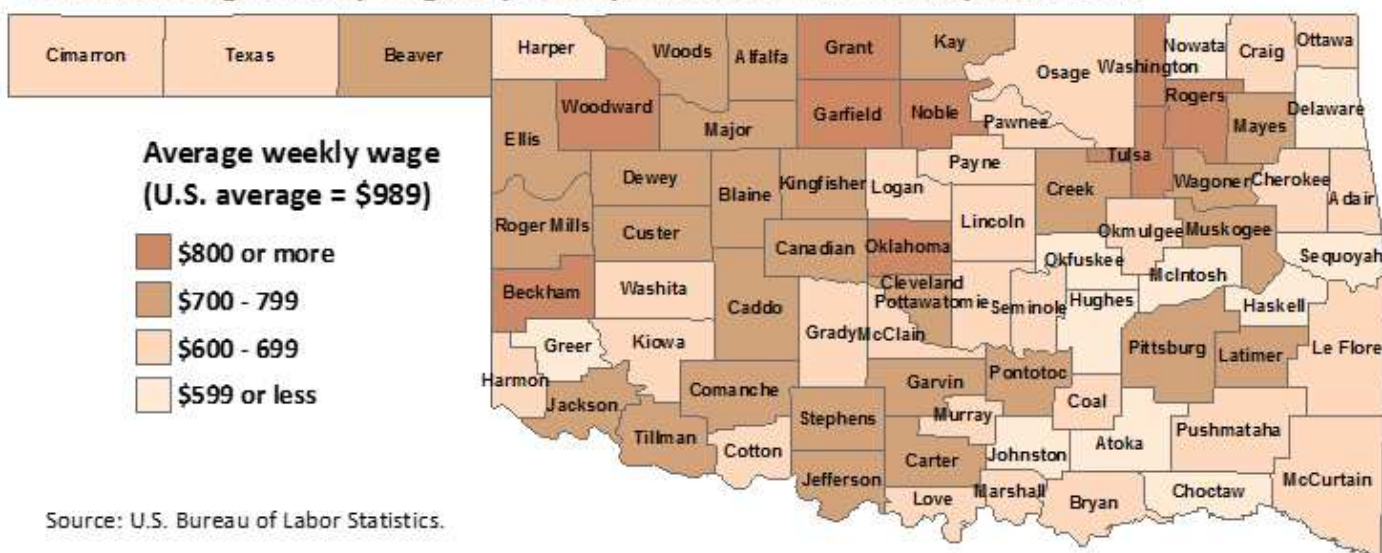 Cimarron
Texas
Beaver
Harper
Woods
Alfalfa
Grant
Kay
Osage
Washington
Nowata
Craig
Ottawa
Woodward
Ellis
Major
Garfield
Noble
Pawnee
Rogers
Mayes
Delaware
Average weekly wage
(U.S. average = $989)
Dewey
Blaine
Kingfisher
Logan
Payne
Creek
Tulsa
Wagoner
Cherokee
Adair
Roger Mills
Custer
Canadian
Oklahoma
Lincoln
Okmulgee
Muskogee
Okfuskee
McIntosh
Sequoyah
$800 or more
Beckham
Washita
Caddo
Cleveland
Pottawatomie
Seminole
Hughes
Haskell
$700 - 799
Greer
Kiowa
Grady
McClain
Pittsburg
Latimer
Le Flore
$600 - 699
Harmon
Jackson
Comanche
Garvin
Pontotoc
Coal
$599 or less
Tillman
Cotton
Stephens
Murray
Johnston
Atoka
Pushmataha
Jefferson
Carter
Love
Marshall
Bryan
Choctaw
McCurtain
Source: U.S. Bureau of Labor Statistics.